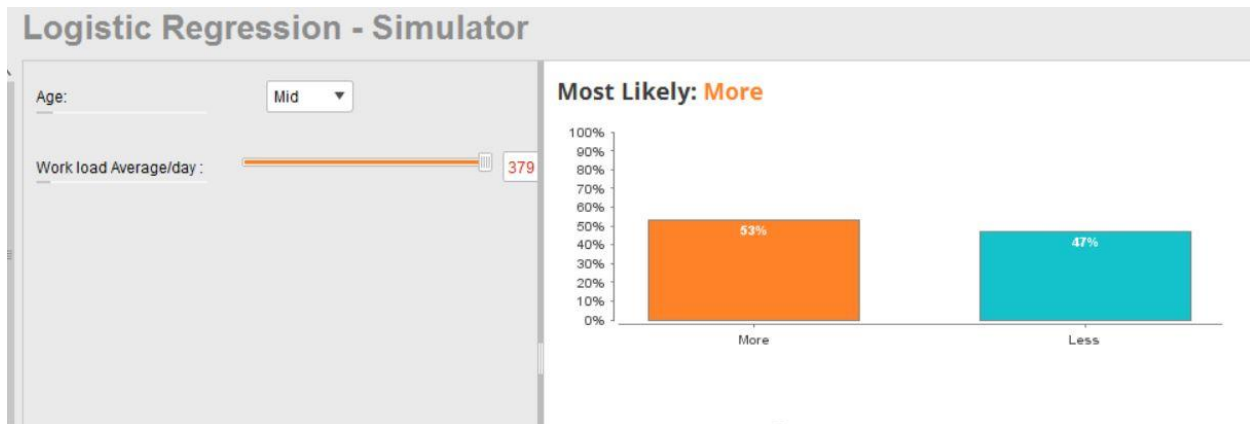 Logistic Regression - Simulator
Age:
Mid
Work load Average/day :
379
Most Likely: More
100%
90%
80%
70%
60%
50%
40%
30%
20%
10%
0%
53%
47%
More
Less